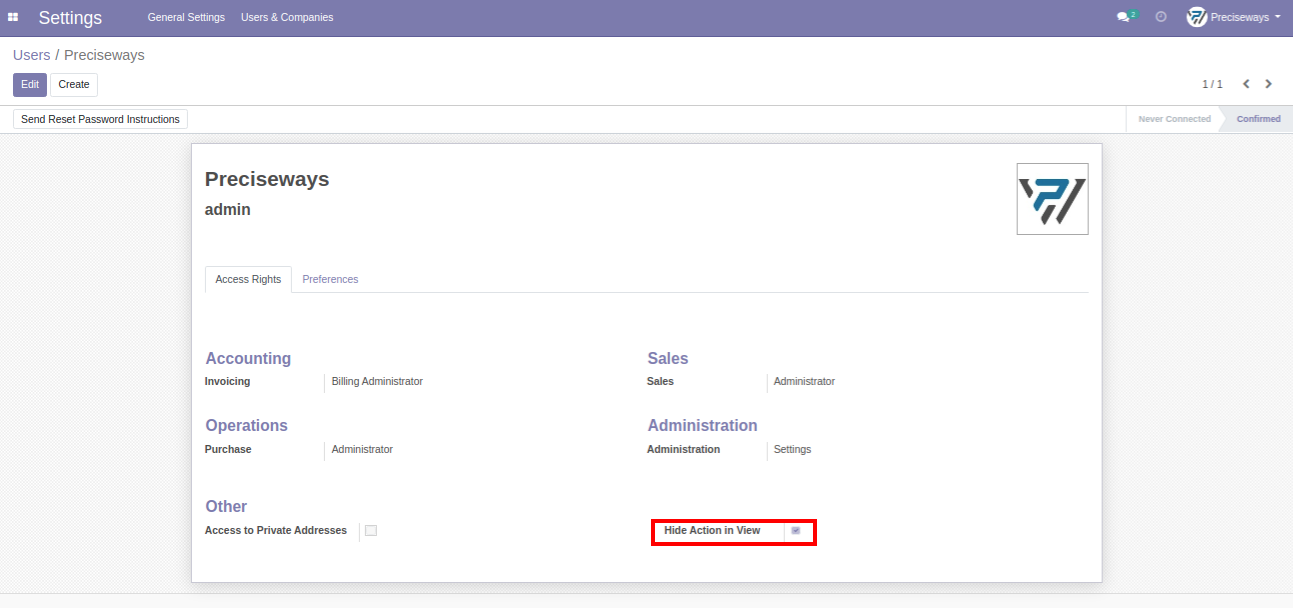 Settings General Settings Users & Companies 2 Preciseways
Users / Preciseways
Edit Create 1 / 1
Send Reset Password Instructions Never Connected Confirmed
Preciseways
admin
Access Rights Preferences
Accounting Sales
Invoicing Billing Administrator Sales Administrator
Operations Administration
Purchase Administrator Administration Settings
Other
Access to Private Addresses Hide Action in View